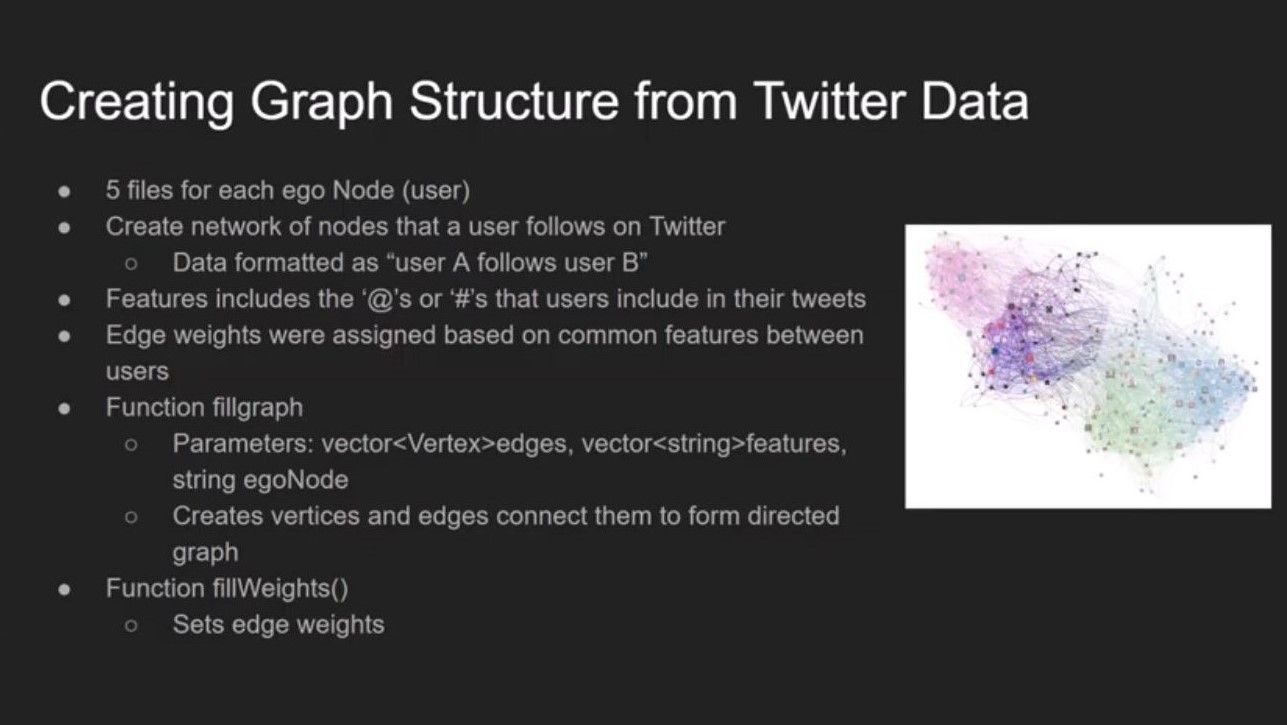 Creating Graph Structure from Twitter Data
● 5 files for each ego Node (user)
● Create network of nodes that a user follows on Twitter
○ Data formatted as “user A follows user B”
● Features includes the ‘@’s or ‘#’s that users include in their tweets
● Edge weights were assigned based on common features between
users
● Function fillgraph
○ Parameters: vector<Vertex>edges, vector<string>features,
string egoNode
○ Creates vertices and edges connect them to form directed
graph
● Function fillWeights()
○ Sets edge weights